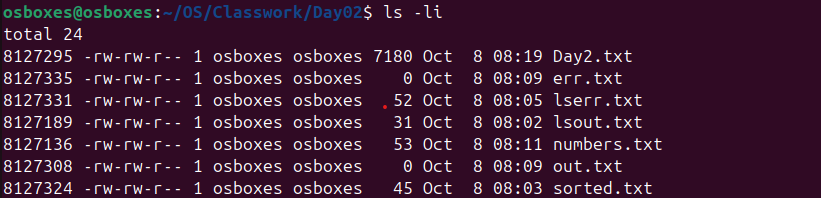 osboxes@osboxes:~/OS/Classwork/Day02$ ls -li
total 24
8127295 -rw-rw-r-- 1 osboxes osboxes 7180 Oct  8 08:19 Day2.txt
8127335 -rw-rw-r-- 1 osboxes osboxes    0 Oct  8 08:09 err.txt
8127331 -rw-rw-r-- 1 osboxes osboxes   52 Oct  8 08:05 lserr.txt
8127189 -rw-rw-r-- 1 osboxes osboxes   31 Oct  8 08:02 lsout.txt
8127136 -rw-rw-r-- 1 osboxes osboxes   53 Oct  8 08:11 numbers.txt
8127308 -rw-rw-r-- 1 osboxes osboxes    0 Oct  8 08:09 out.txt
8127324 -rw-rw-r-- 1 osboxes osboxes   45 Oct  8 08:03 sorted.txt